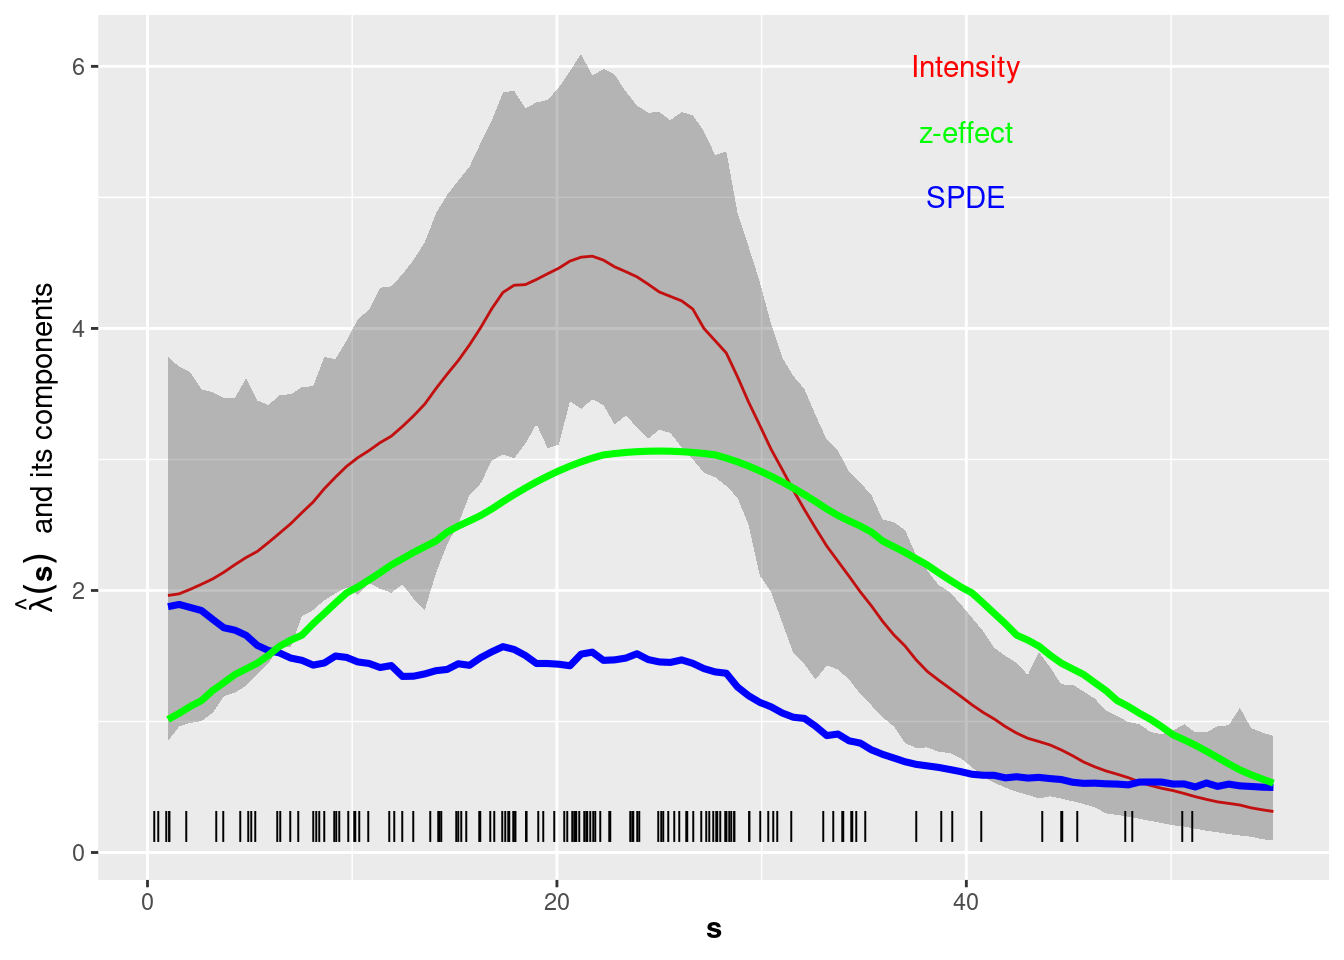 Intensity
z-effect
SPDE
λ̂(s) and its components
6
4
2
0
0 20 40
s